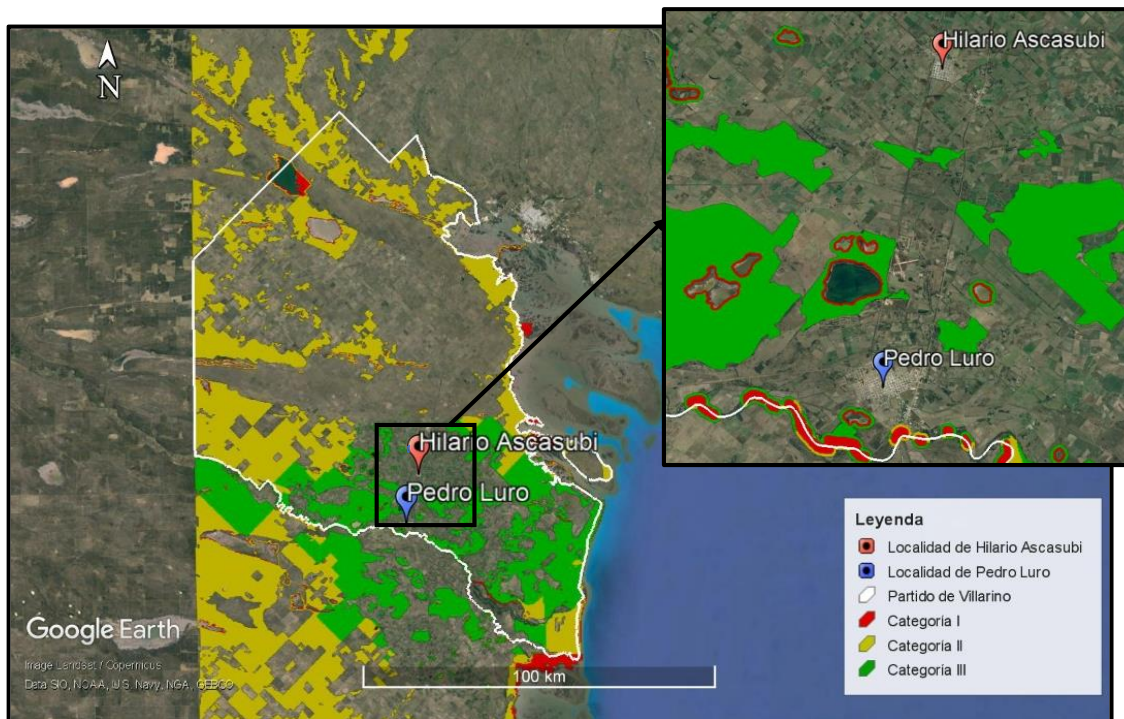 N
Hilario Ascasubi
Pedro Luro
Hilario Ascasubi
Pedro Luro
Google Earth
Image Landsat / Copernicus
Data SIO, NOAA, U.S. Navy, NGA, GEBCO
100 km
Leyenda
Localidad de Hilario Ascasubi
Localidad de Pedro Luro
Partido de Villarino
Categoría I
Categoría II
Categoría III